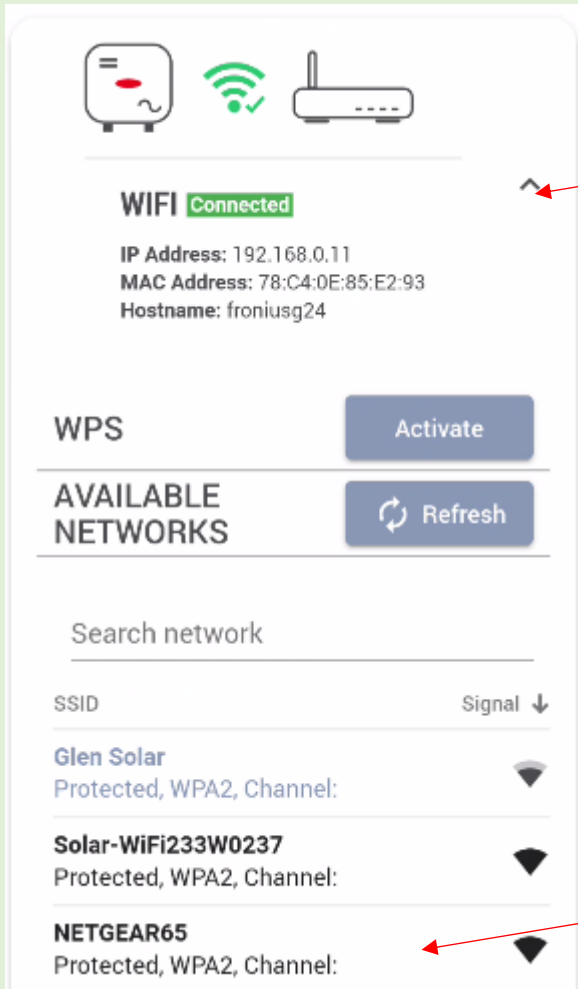 WIFI Connected
IP Address: 192.168.0.11
MAC Address: 78:C4:0E:85:E2:93
Hostname: froniusg24
WPS Activate
AVAILABLE
NETWORKS
Refresh
Search network
SSID Signal
Glen Solar
Protected, WPA2, Channel:
Solar-WiFi233W0237
Protected, WPA2, Channel:
NETGEAR65
Protected, WPA2, Channel: